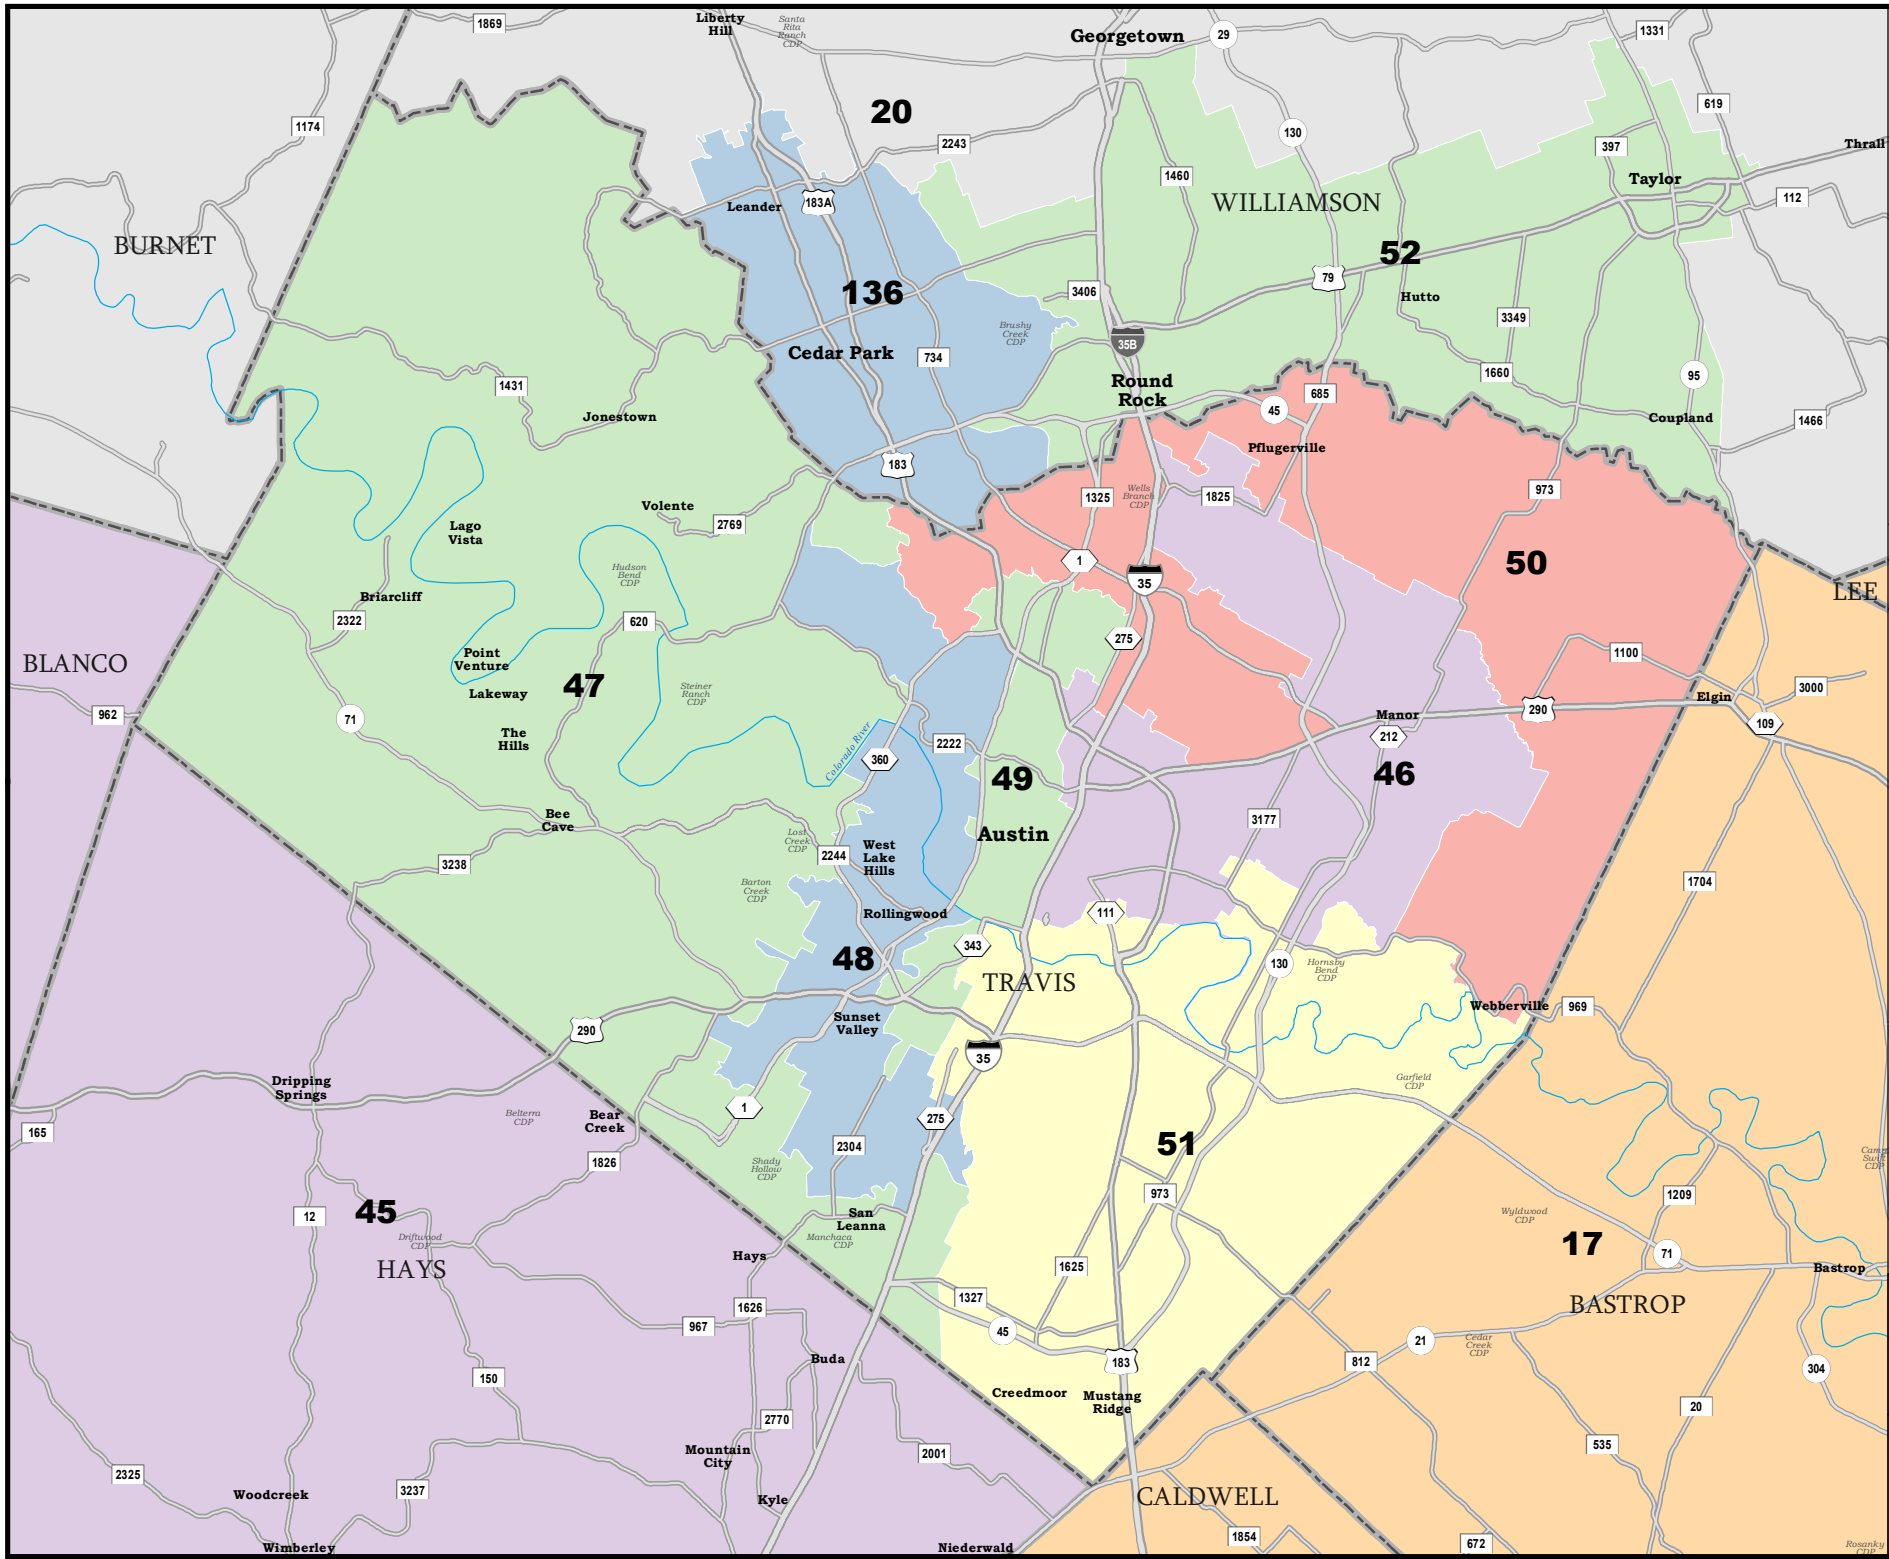 1869
Liberty
Hill
Santa
Rita
Ranch
CDP
Georgetown
29
1331
619
20
1174
2243
130
397
Thrall
1460
Taylor
112
Leander
183A
WILLIAMSON
BURNET
52
136
3406
79
Hutto
Brushy
Creek
CDP
3349
35B
Cedar Park
734
1660
95
1431
Round
Rock
685
45
Jonestown
Coupland
1466
Pflugerville
183
Wells
Branch
CDP
1325
1825
973
Volente
2769
Lago
Vista
1
50
Hudson
Bend
CDP
35
LEE
Briarcliff
2322
620
275
1100
BLANCO
Point
Venture
47
Lakeway
Steiner
Ranch
CDP
3000
Elgin
962
71
290
Manor
109
The
Hills
212
2222
Colorado River
360
49
46
Bee
Cave
3177
Austin
Lost
Creek
CDP
2244
West
Lake
Hills
3238
1704
Barton
Creek
CDP
Rollingwood
111
343
48
130
Hornsby
Bend
CDP
TRAVIS
Webberville
969
290
Sunset
Valley
35
Garfield
CDP
Dripping
Springs
Belterra
CDP
Bear
Creek
1
275
165
2304
51
1826
Shady
Hollow
CDP
Camp
Swift
CDP
973
1209
12
45
San
Leanna
Wyldwood
CDP
Driftwood
CDP
Manchaca
CDP
17
71
Hays
HAYS
1625
Bastrop
1327
BASTROP
1626
967
45
21
Cedar
Creek
CDP
Buda
183
812
304
150
Creedmoor
Mustang
Ridge
20
2770
535
Mountain
City
2001
2325
3237
Woodcreek
Kyle
CALDWELL
1854
672
Wimberley
Niederwald
Rosanky
CDP